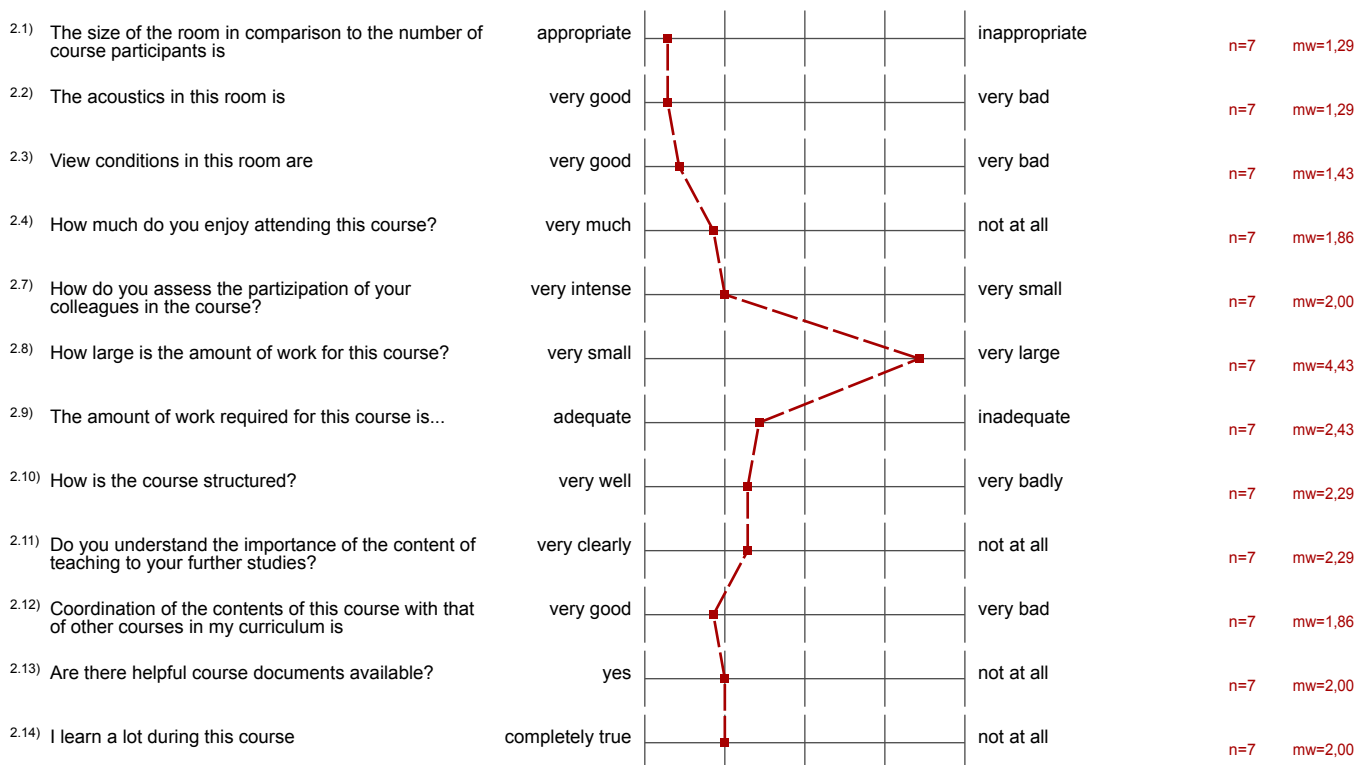 2.1) The size of the room in comparison to the number of course participants is appropriate inappropriate n=7 mw=1,29
2.2) The acoustics in this room is very good very bad n=7 mw=1,29
2.3) View conditions in this room are very good very bad n=7 mw=1,43
2.4) How much do you enjoy attending this course? very much not at all n=7 mw=1,86
2.7) How do you assess the partizipation of your colleagues in the course? very intense very small n=7 mw=2,00
2.8) How large is the amount of work for this course? very small very large n=7 mw=4,43
2.9) The amount of work required for this course is... adequate inadequate n=7 mw=2,43
2.10) How is the course structured? very well very badly n=7 mw=2,29
2.11) Do you understand the importance of the content of teaching to your further studies? very clearly not at all n=7 mw=2,29
2.12) Coordination of the contents of this course with that of other courses in my curriculum is very good very bad n=7 mw=1,86
2.13) Are there helpful course documents available? yes not at all n=7 mw=2,00
2.14) I learn a lot during this course completely true not at all n=7 mw=2,00